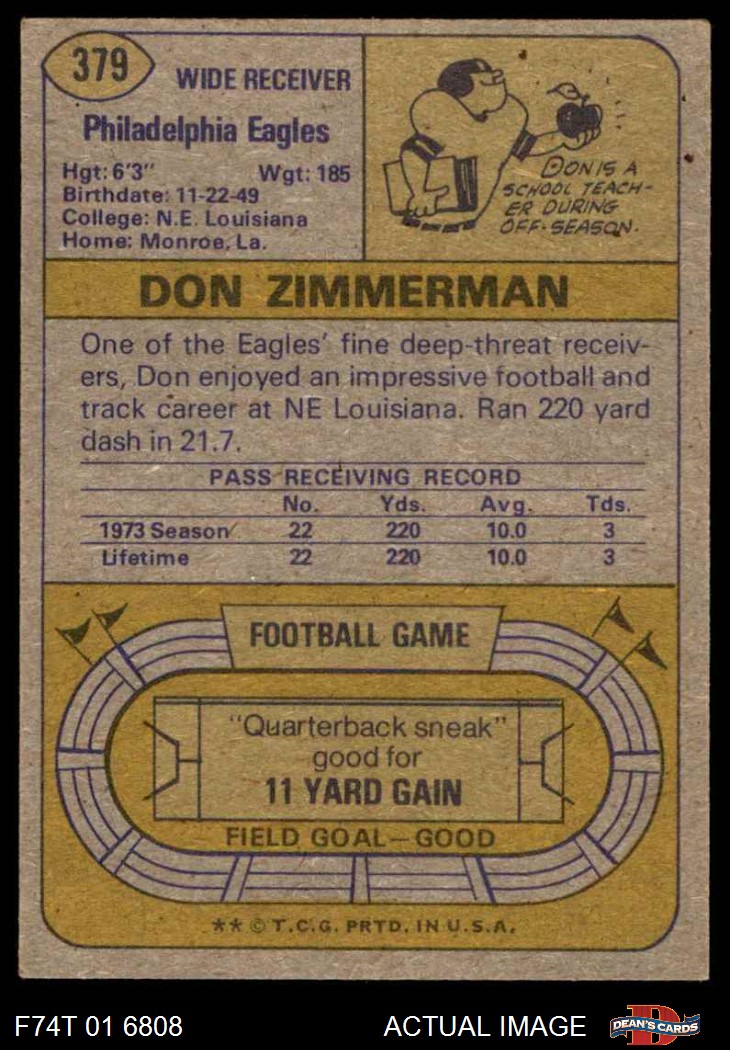 379
WIDE RECEIVER
Philadelphia Eagles
Hgt: 6'3" Wgt: 185
Birthdate: 11-22-49
College: N.E. Louisiana
Home: Monroe, La.
DON IS A
SCHOOL TEACH-
ER DURING
OFF-SEASON.
DON ZIMMERMAN
One of the Eagles' fine deep-threat receiv-
ers, Don enjoyed an impressive football and
track career at NE Louisiana. Ran 220 yard
dash in 21.7.
PASS RECEIVING RECORD
No. Yds. Avg. Tds.
1973 Season 22 220 10.0 3
Lifetime 22 220 10.0 3
FOOTBALL GAME
"Quarterback sneak"
good for
11 YARD GAIN
FIELD GOAL—GOOD
** © T.C.G. PRTD. IN U.S.A.
F74T 01 6808 ACTUAL IMAGE DEAN'S CARDS